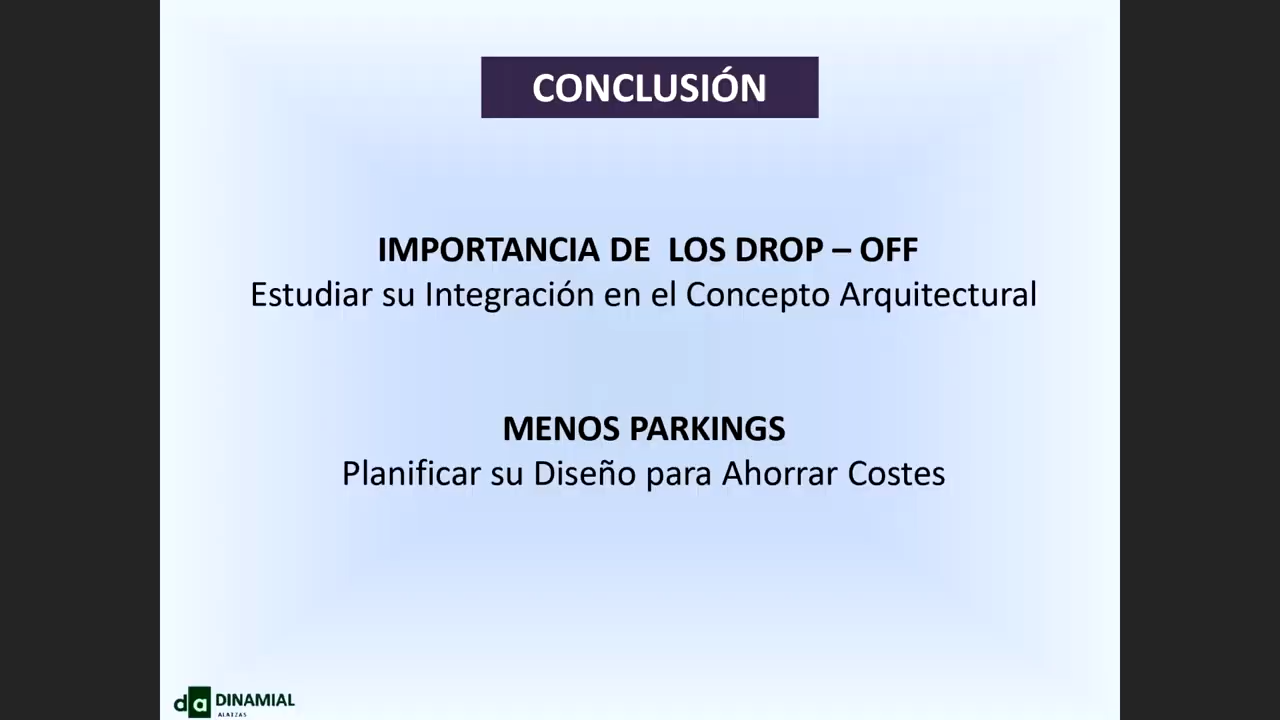 CONCLUSIÓN
IMPORTANCIA DE LOS DROP – OFF
Estudiar su Integración en el Concepto Arquitectural
MENOS PARKINGS
Planificar su Diseño para Ahorrar Costes
da DINAMIAL